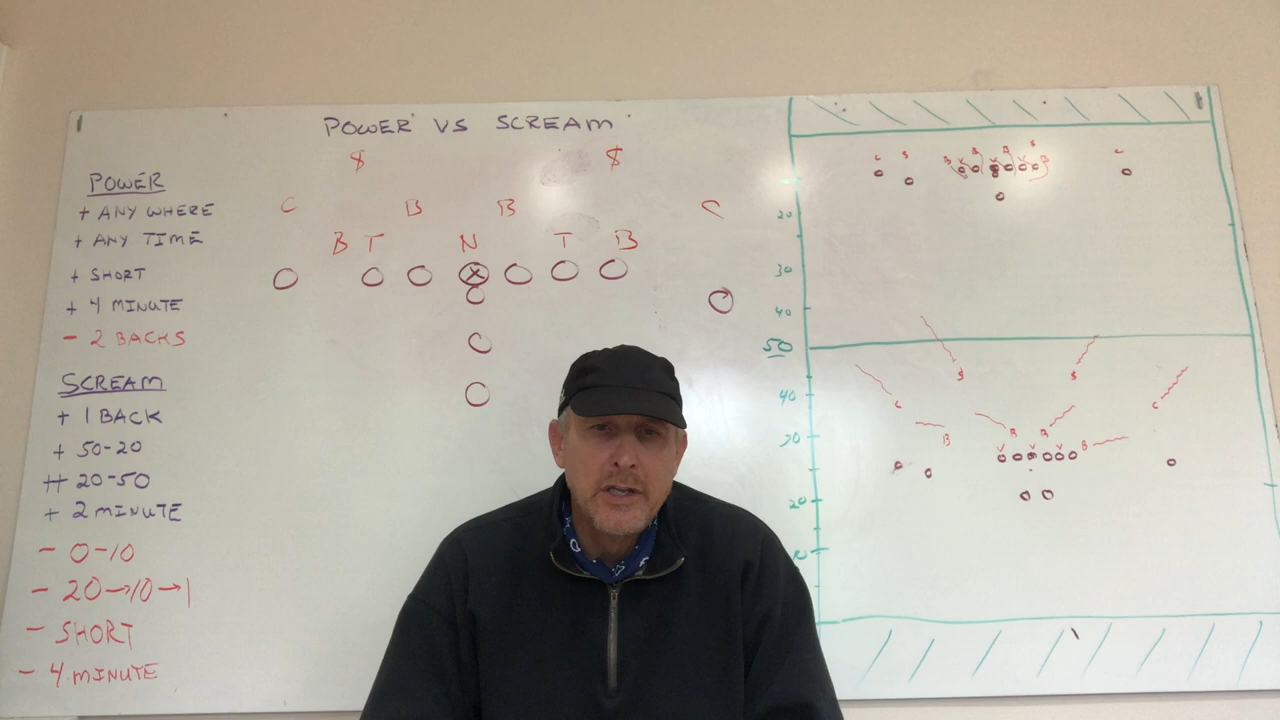 POWER VS SCREAM
POWER
+ ANY WHERE
+ ANY TIME
+ SHORT
+ 4 MINUTE
- 2 BACKS
SCREAM
+ 1 BACK
+ 50-20
++ 20-50
+ 2 MINUTE
- 0-10
- 20→10→1
- SHORT
- 4 MINUTE
$ $
C B B C
B T N T B
X
20
30
40
50
40
30
20